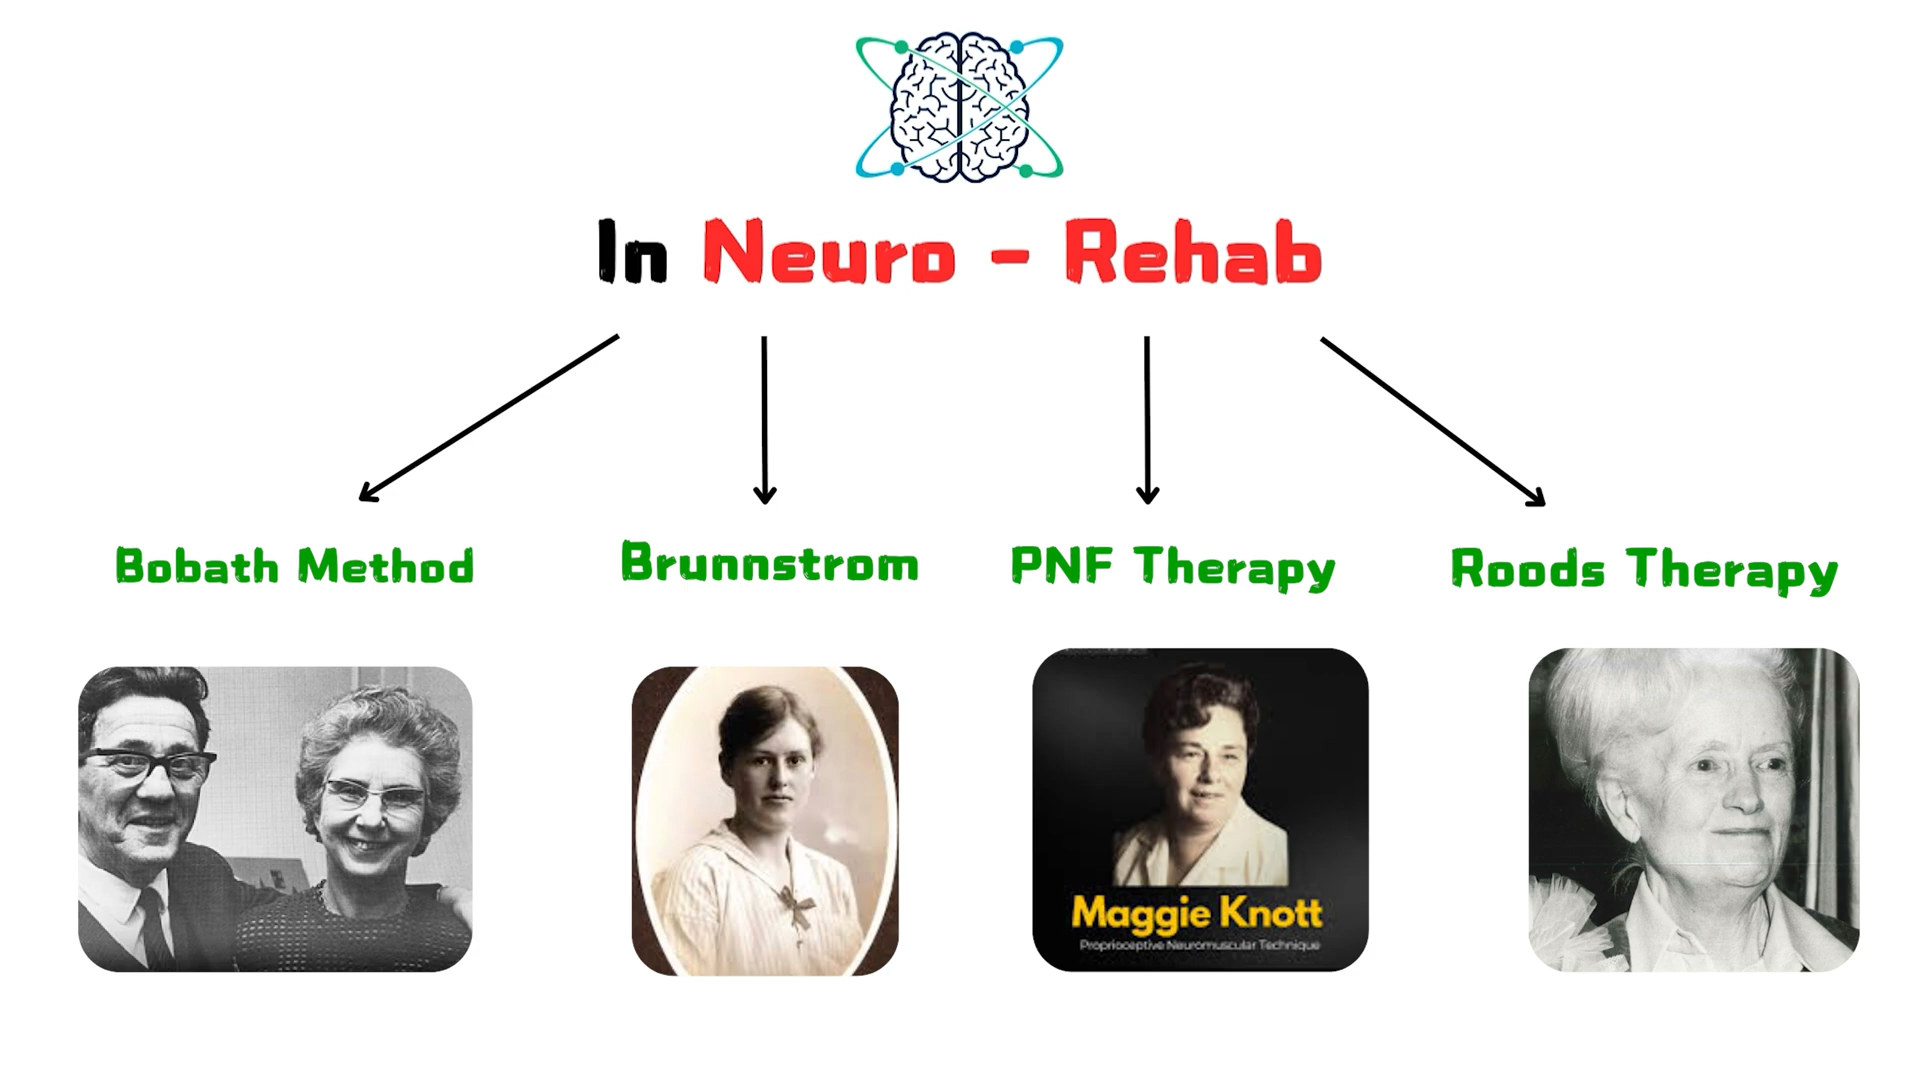 In Neuro - Rehab
Bobath Method
Brunnstrom
PNF Therapy
Roods Therapy
Maggie Knott
Proprioceptive Neuromuscular Technique